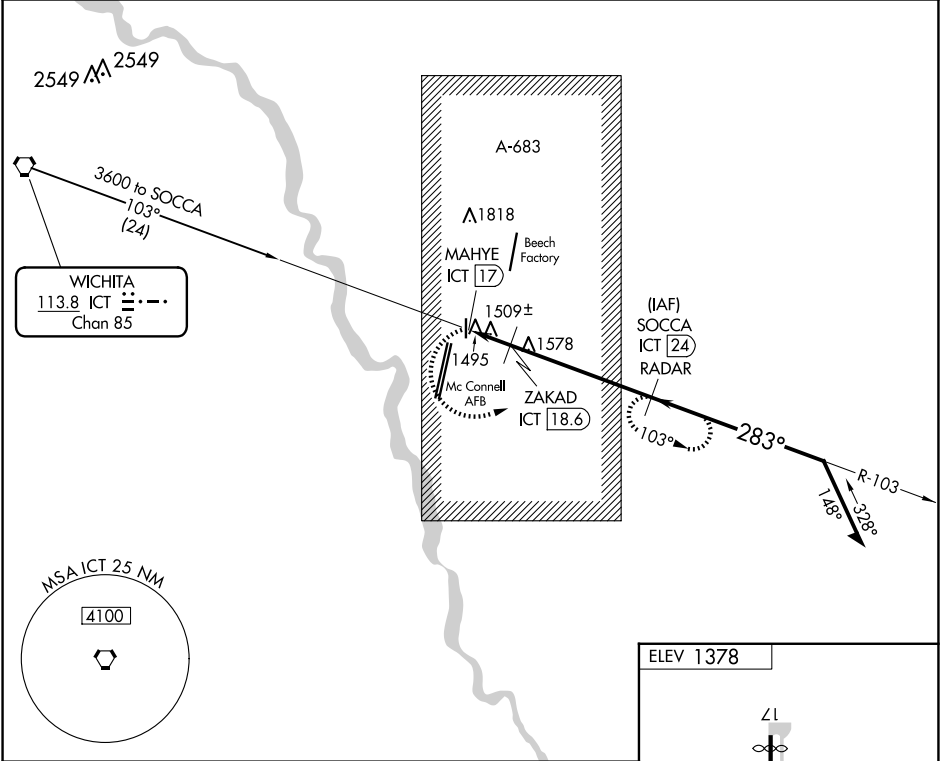 2549
2549
3600 to SOCCA
103°
(24)
WICHITA
113.8 ICT
Chan 85
A-683
1818
Beech
Factory
MAHYE
ICT 17
1509±
1578
1495
Mc Connell
AFB
ZAKAD
ICT 18.6
(IAF)
SOCCA
ICT 24
RADAR
103°
283°
R-103
148°
328°
MSA ICT 25 NM
4100
ELEV 1378
17